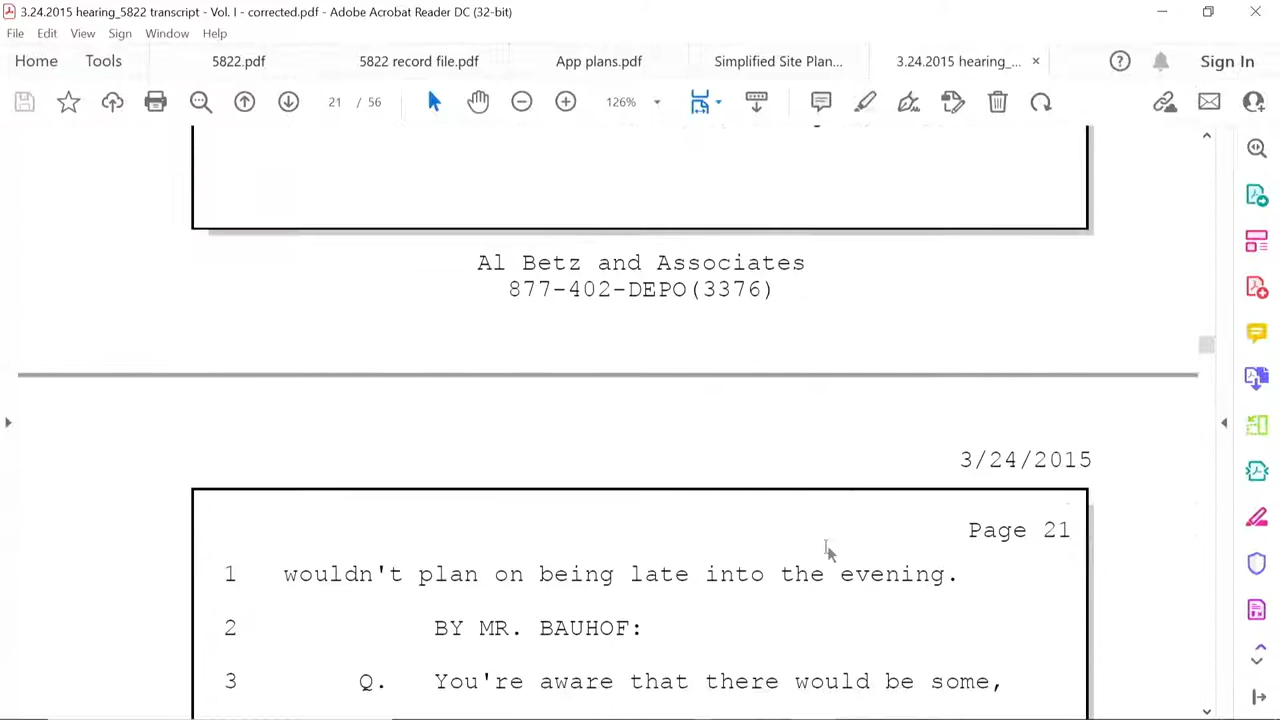 3.24.2015 hearing_5822 transcript - Vol. I - corrected.pdf - Adobe Acrobat Reader DC (32-bit)
File Edit View Sign Window Help
Home Tools 5822.pdf 5822 record file.pdf App plans.pdf Simplified Site Plan... 3.24.2015 hearing_... × Sign In
21 / 56 126%
Al Betz and Associates
877-402-DEPO(3376)
3/24/2015
Page 21
1 wouldn't plan on being late into the evening.
2 BY MR. BAUHOF:
3 Q. You're aware that there would be some,